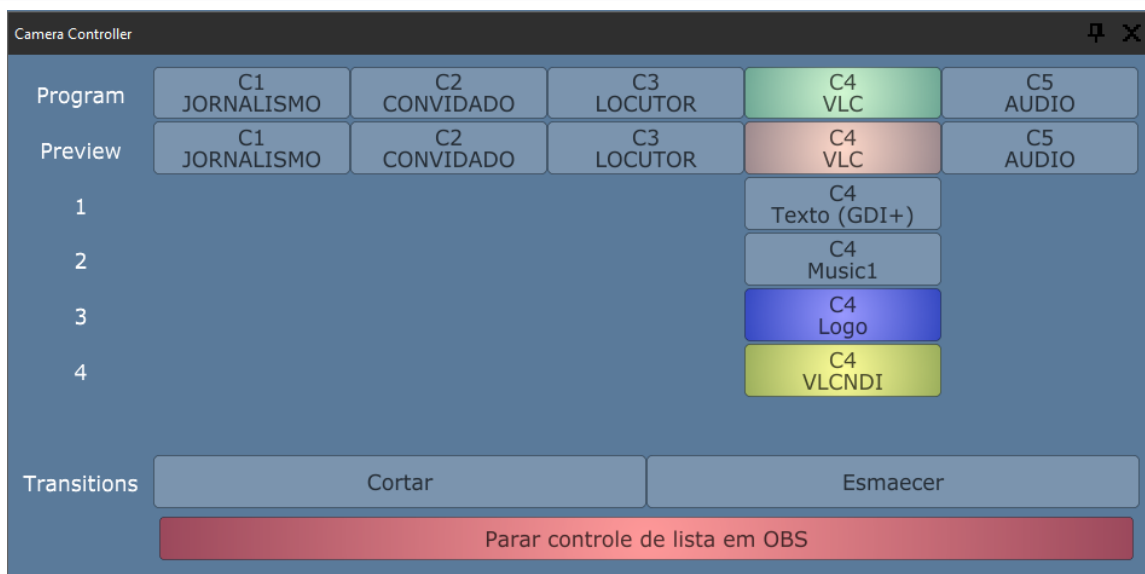 Camera Controller
Program
C1
JORNALISMO
C2
CONVIDADO
C3
LOCUTOR
C4
VLC
C5
AUDIO
Preview
C1
JORNALISMO
C2
CONVIDADO
C3
LOCUTOR
C4
VLC
C5
AUDIO
1
C4
Texto (GDI+)
2
C4
Music1
3
C4
Logo
4
C4
VLCNDI
Transitions
Cortar
Esmaecer
Parar controle de lista em OBS